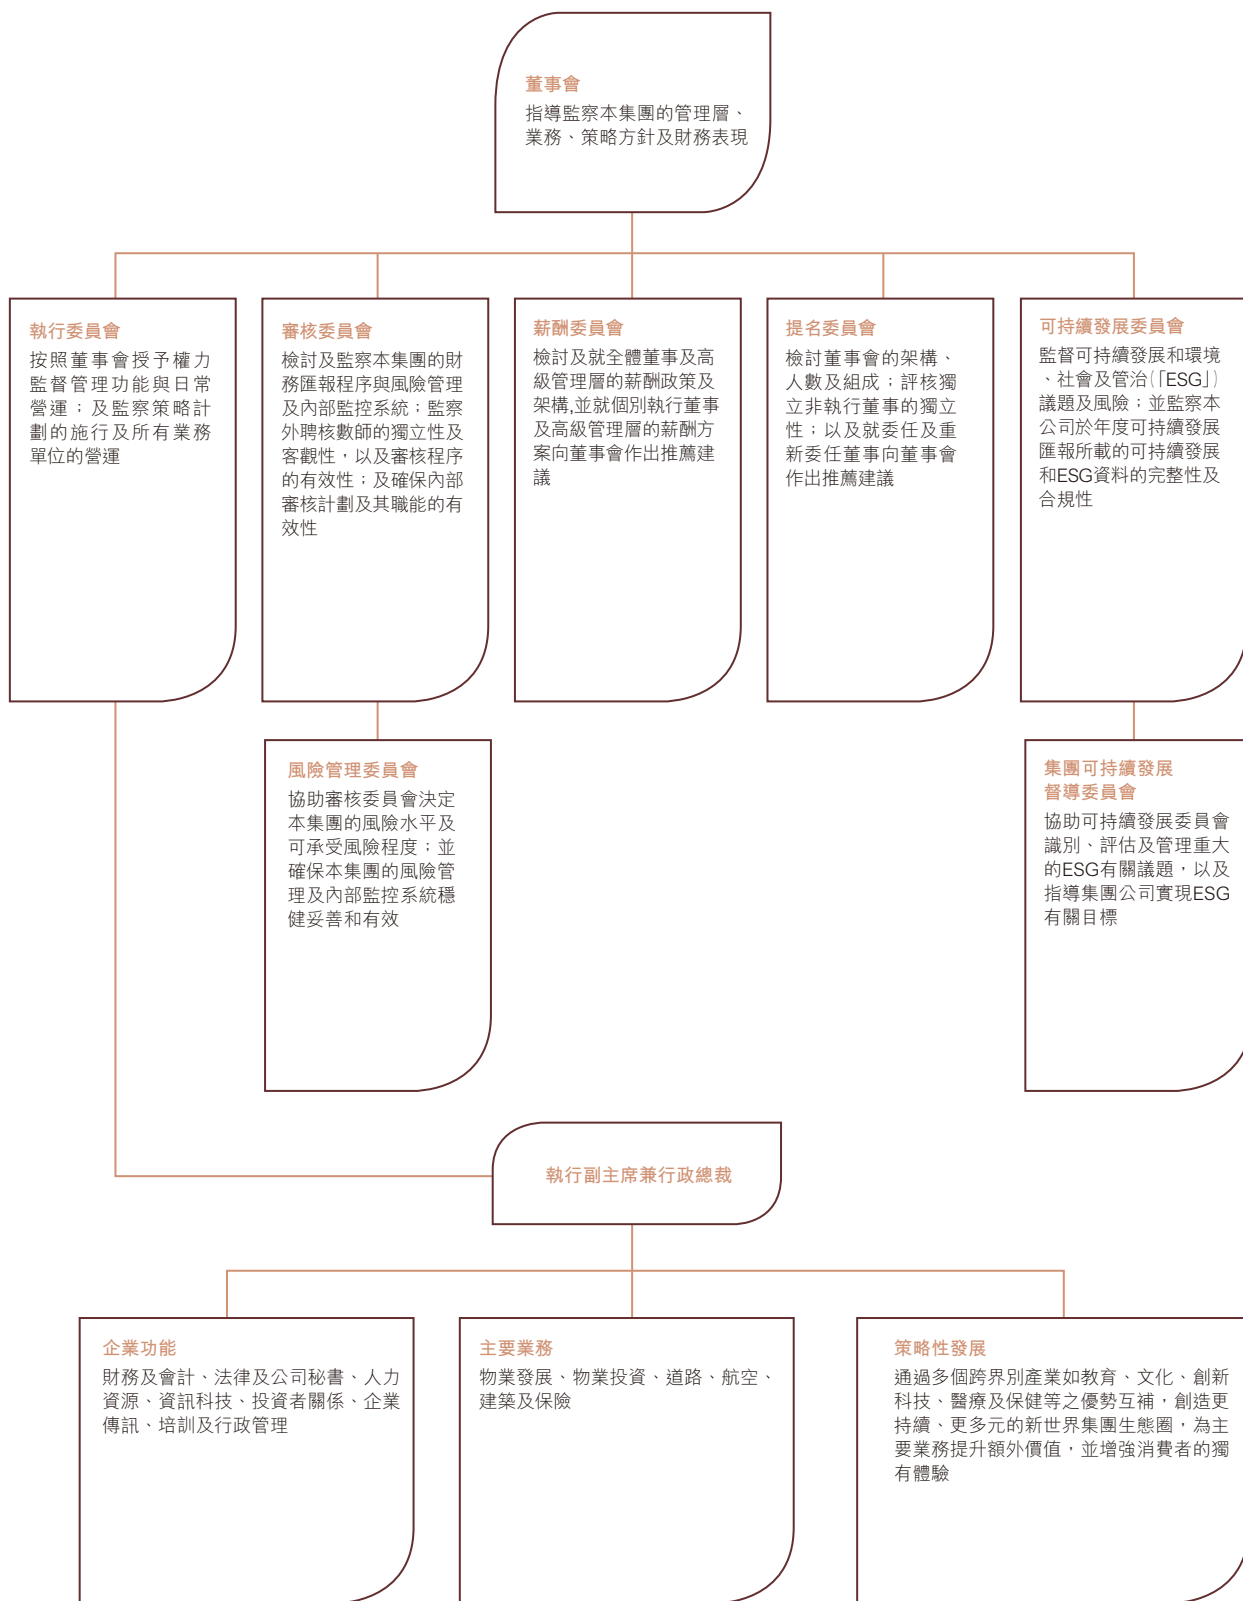 董事會
指導監察本集團的管理層、
業務、策略方針及財務表現
執行委員會
按照董事會授予權力
監督管理功能與日常
營運；及監察策略計
劃的施行及所有業務
單位的營運
審核委員會
檢討及監察本集團的財
務匯報程序與風險管理
及內部監控系統；監察
外聘核數師的獨立性及
客觀性，以及審核程序
的有效性；及確保內部
審核計劃及其職能的有
效性
薪酬委員會
檢討及就全體董事及高
級管理層的薪酬政策及
架構,並就個別執行董事
及高級管理層的薪酬方
案向董事會作出推薦建
議
提名委員會
檢討董事會的架構、
人數及組成；評核獨
立非執行董事的獨立
性；以及就委任及重
新委任董事向董事會
作出推薦建議
可持續發展委員會
監督可持續發展和環境
、社會及管治(「ESG」)
議題及風險；並監察本
公司於年度可持續發展
匯報所載的可持續發展
和ESG資料的完整性及
合規性
風險管理委員會
協助審核委員會決定
本集團的風險水平及
可承受風險程度；並
確保本集團的風險管
理及內部監控系統穩
健妥善和有效
集團可持續發展
督導委員會
協助可持續發展委員會
識別、評估及管理重大
的ESG有關議題，以及
指導集團公司實現ESG
有關目標
執行副主席兼行政總裁
企業功能
財務及會計、法律及公司秘書、人力
資源、資訊科技、投資者關係、企業
傳訊、培訓及行政管理
主要業務
物業發展、物業投資、道路、航空、
建築及保險
策略性發展
通過多個跨界別產業如教育、文化、創新
科技、醫療及保健等之優勢互補，創造更
持續、更多元的新世界集團生態圈，為主
要業務提升額外價值，並增強消費者的獨
有體驗